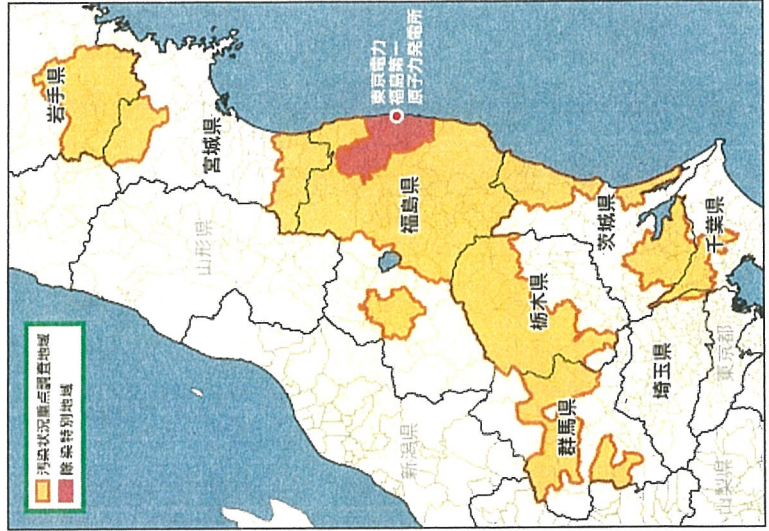 汚染状況重点調査地域
除染特別地域
岩手県
宮城県
山形県
東京電力
福島第一
原子力発電所
福島県
新潟県
栃木県
茨城県
群馬県
埼玉県
千葉県
東京都
山梨県